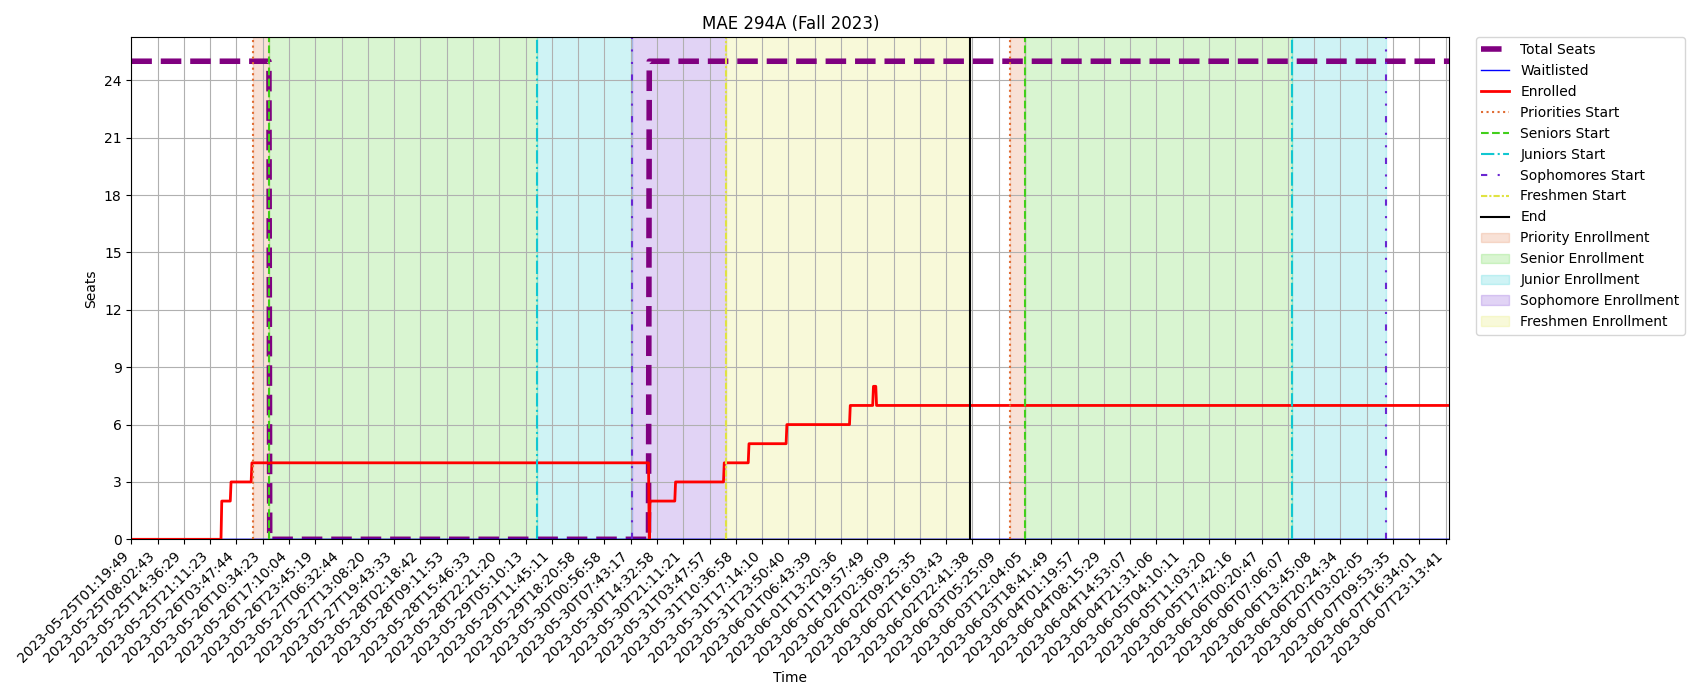 MAE 294A (Fall 2023)
Seats
24
21
18
15
12
9
6
3
0
2023-05-25T01:19:49
2023-05-25T08:02:43
2023-05-25T14:36:29
2023-05-25T21:11:23
2023-05-26T03:47:44
2023-05-26T10:34:23
2023-05-26T17:10:04
2023-05-26T23:45:19
2023-05-27T06:32:44
2023-05-27T13:08:20
2023-05-27T19:43:33
2023-05-28T02:18:42
2023-05-28T09:11:53
2023-05-28T15:46:33
2023-05-28T22:21:20
2023-05-29T05:10:13
2023-05-29T11:45:11
2023-05-29T18:20:58
2023-05-30T00:56:58
2023-05-30T07:43:17
2023-05-30T14:32:58
2023-05-30T21:11:21
2023-05-31T03:47:57
2023-05-31T10:36:58
2023-05-31T17:14:10
2023-05-31T23:50:40
2023-06-01T06:43:39
2023-06-01T13:20:36
2023-06-01T19:57:49
2023-06-02T02:36:09
2023-06-02T09:25:35
2023-06-02T16:03:43
2023-06-02T22:41:38
2023-06-03T05:25:09
2023-06-03T12:04:05
2023-06-03T18:41:49
2023-06-04T01:19:57
2023-06-04T08:15:29
2023-06-04T14:53:07
2023-06-04T21:31:06
2023-06-05T04:10:11
2023-06-05T11:03:20
2023-06-05T17:42:16
2023-06-06T00:20:47
2023-06-06T07:06:07
2023-06-06T13:45:08
2023-06-06T20:24:34
2023-06-07T03:02:05
2023-06-07T09:53:35
2023-06-07T16:34:01
2023-06-07T23:13:41
Time
Total Seats
Waitlisted
Enrolled
Priorities Start
Seniors Start
Juniors Start
Sophomores Start
Freshmen Start
End
Priority Enrollment
Senior Enrollment
Junior Enrollment
Sophomore Enrollment
Freshmen Enrollment